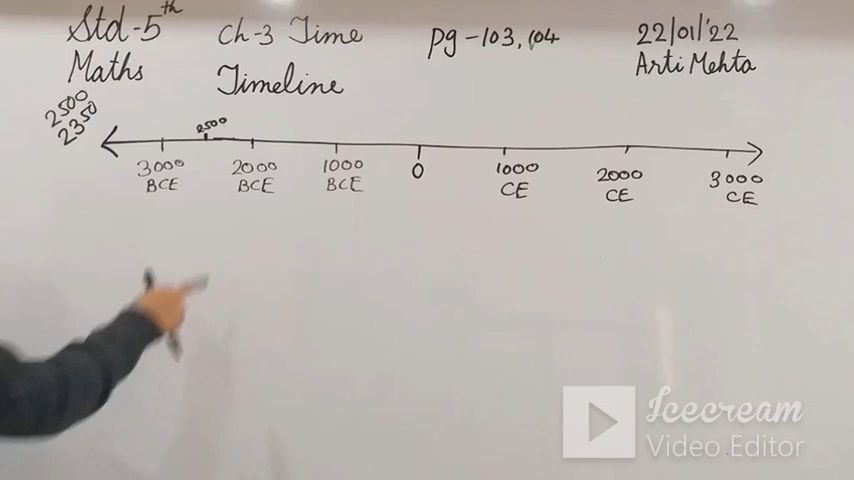 Std-5th Ch-3 Time pg-103,104 22/01/'22
Maths Timeline Arti Mehta
2500
2350
2500
3000 2000 1000 0 1000 2000 3000
BCE BCE BCE CE CE CE
Icecream
Video Editor